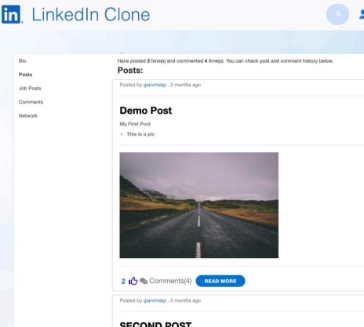 in LinkedIn Clone
Bio
Posts
Job Posts
Comments
Network
Have posted 3 time(s) and commented 4 time(s). You can check post and comment history below.
Posts:
Posted by giannhskp , 2 months ago
Demo Post
My First Post
• This is a pic
2 Comments(4) READ MORE
Posted by giannhskp , 2 months ago
SECOND POST